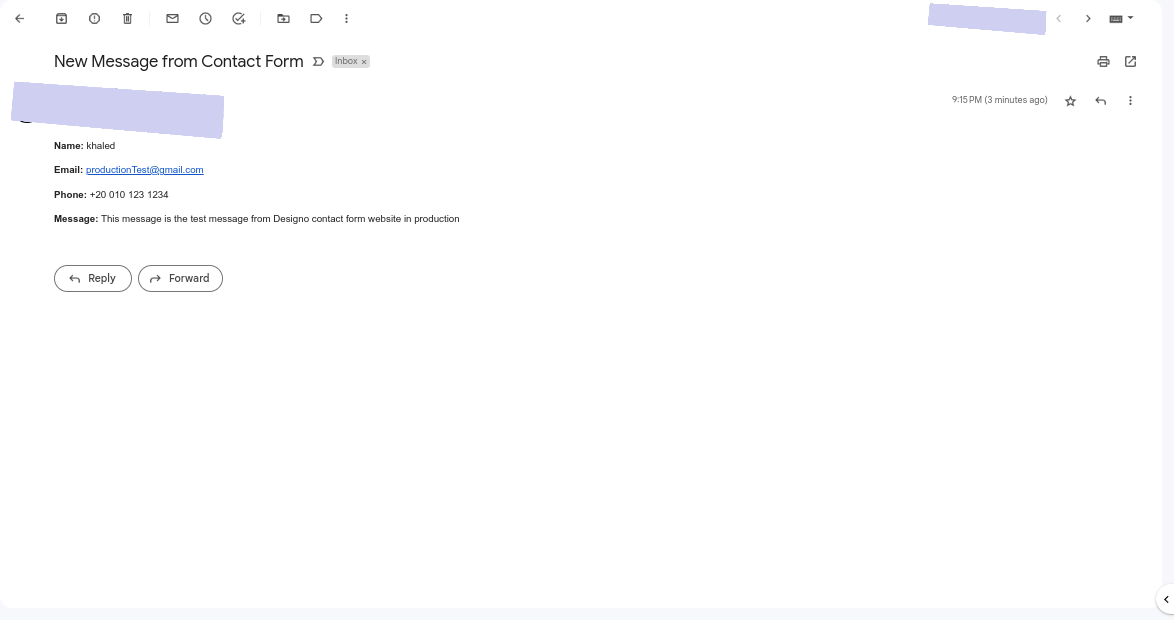 New Message from Contact Form Inbox x
9:15 PM (3 minutes ago)
Name: khaled
Email: productionTest@gmail.com
Phone: +20 010 123 1234
Message: This message is the test message from Designo contact form website in production
Reply Forward